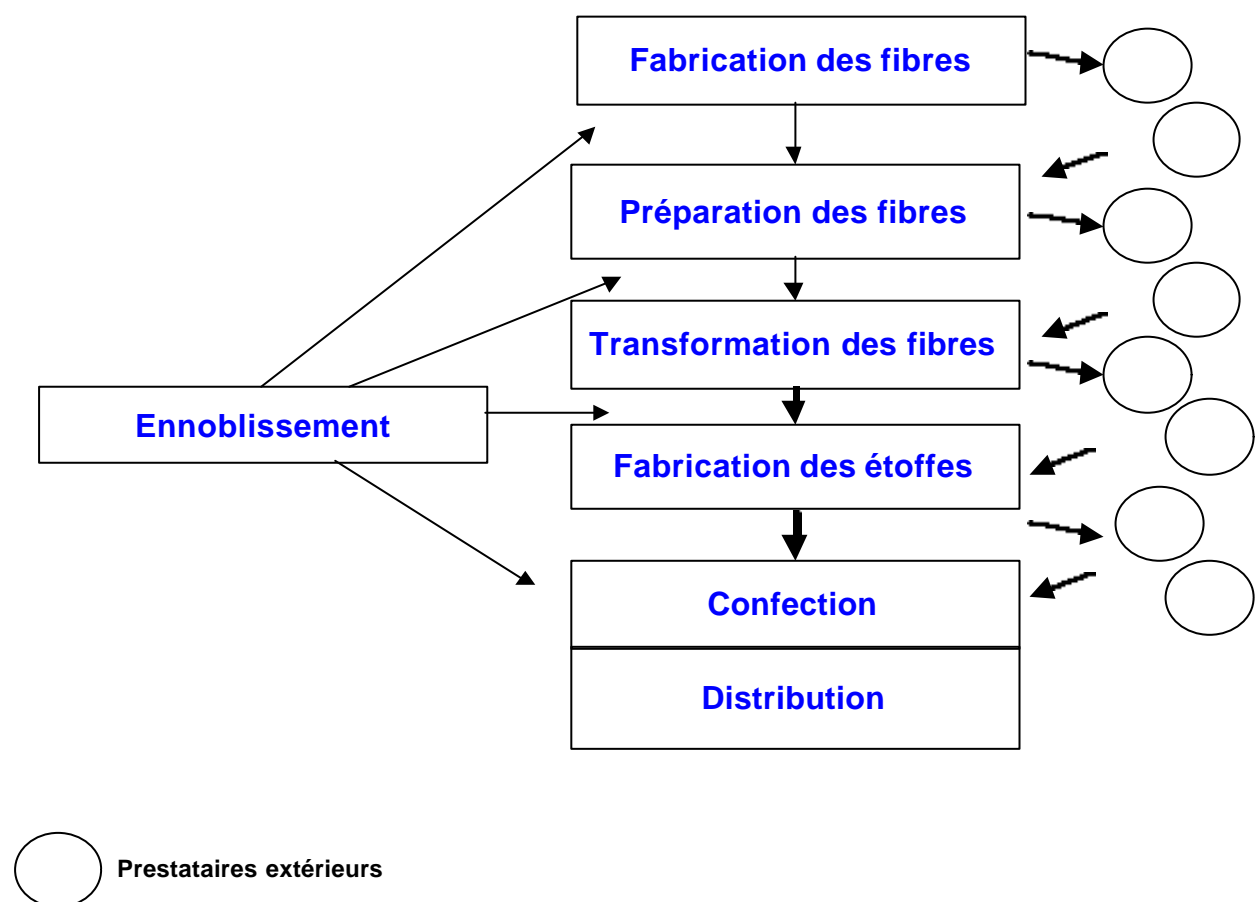 Fabrication des fibres
Préparation des fibres
Transformation des fibres
Ennoblissement
Fabrication des étoffes
Confection
Distribution
Prestataires extérieurs